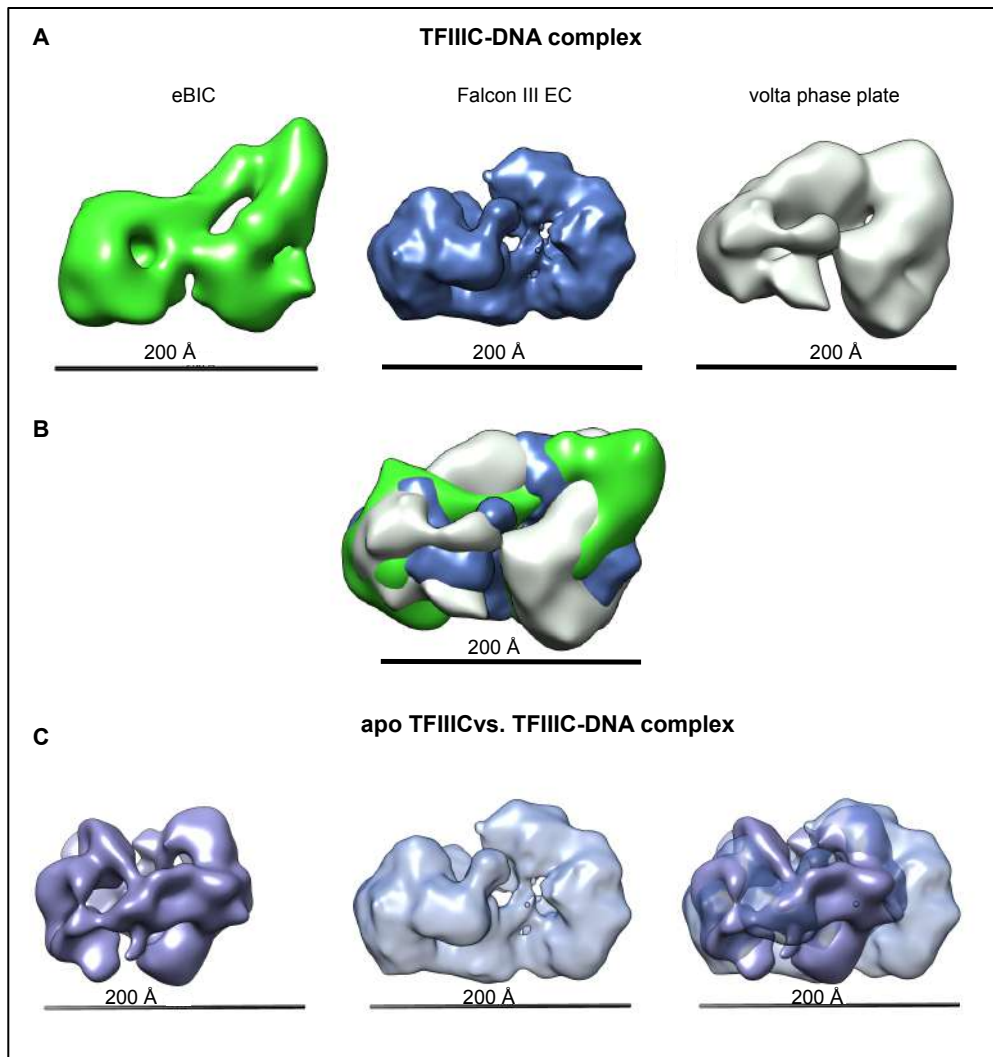 A
TFIIIC-DNA complex
eBIC
Falcon III EC
volta phase plate
200 Å
200 Å
200 Å
B
200 Å
C
apo TFIIICvs. TFIIIC-DNA complex
200 Å
200 Å
200 Å